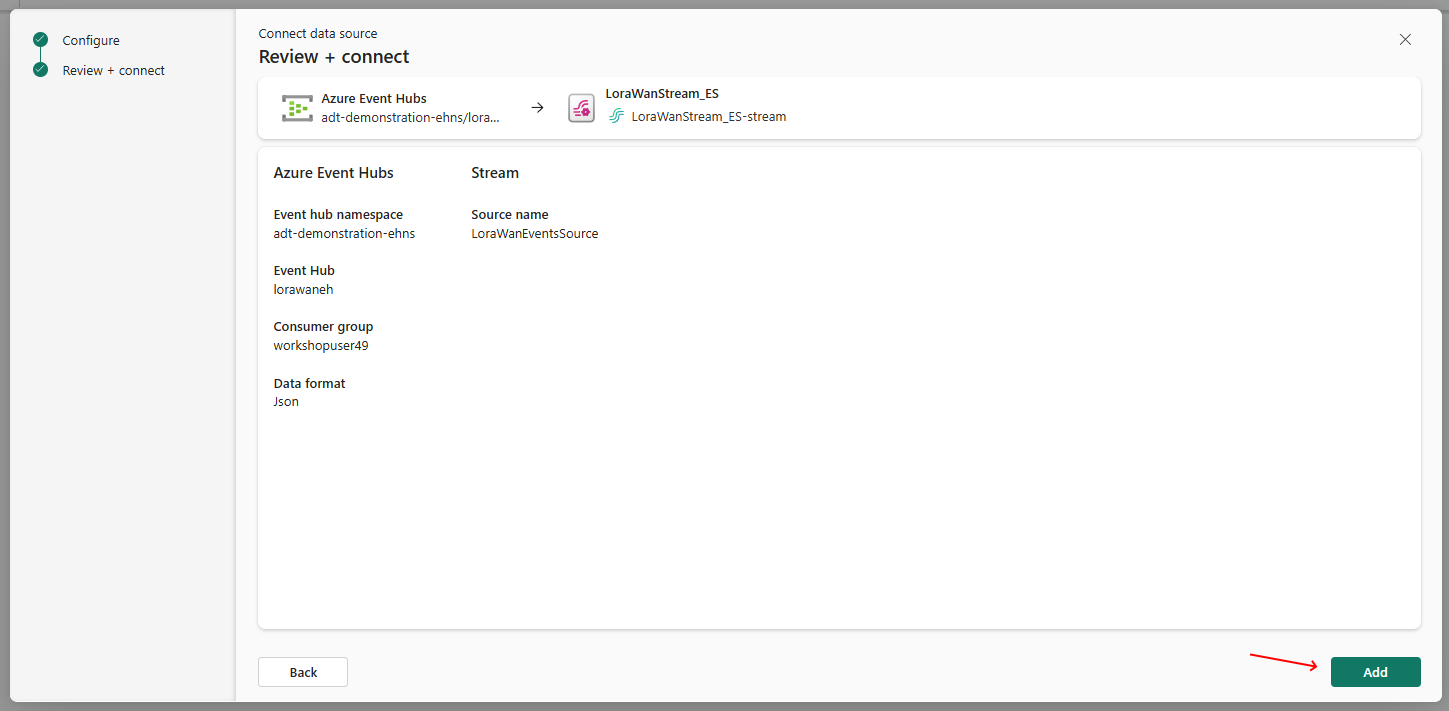 Configure
Review + connect
Connect data source
Review + connect
Azure Event Hubs
adt-demonstration-ehns/lora...
LoraWanStream_ES
LoraWanStream_ES-stream
Azure Event Hubs
Stream
Event hub namespace
adt-demonstration-ehns
Source name
LoraWanEventsSource
Event Hub
lorawaneh
Consumer group
workshopuser49
Data format
Json
Back
Add